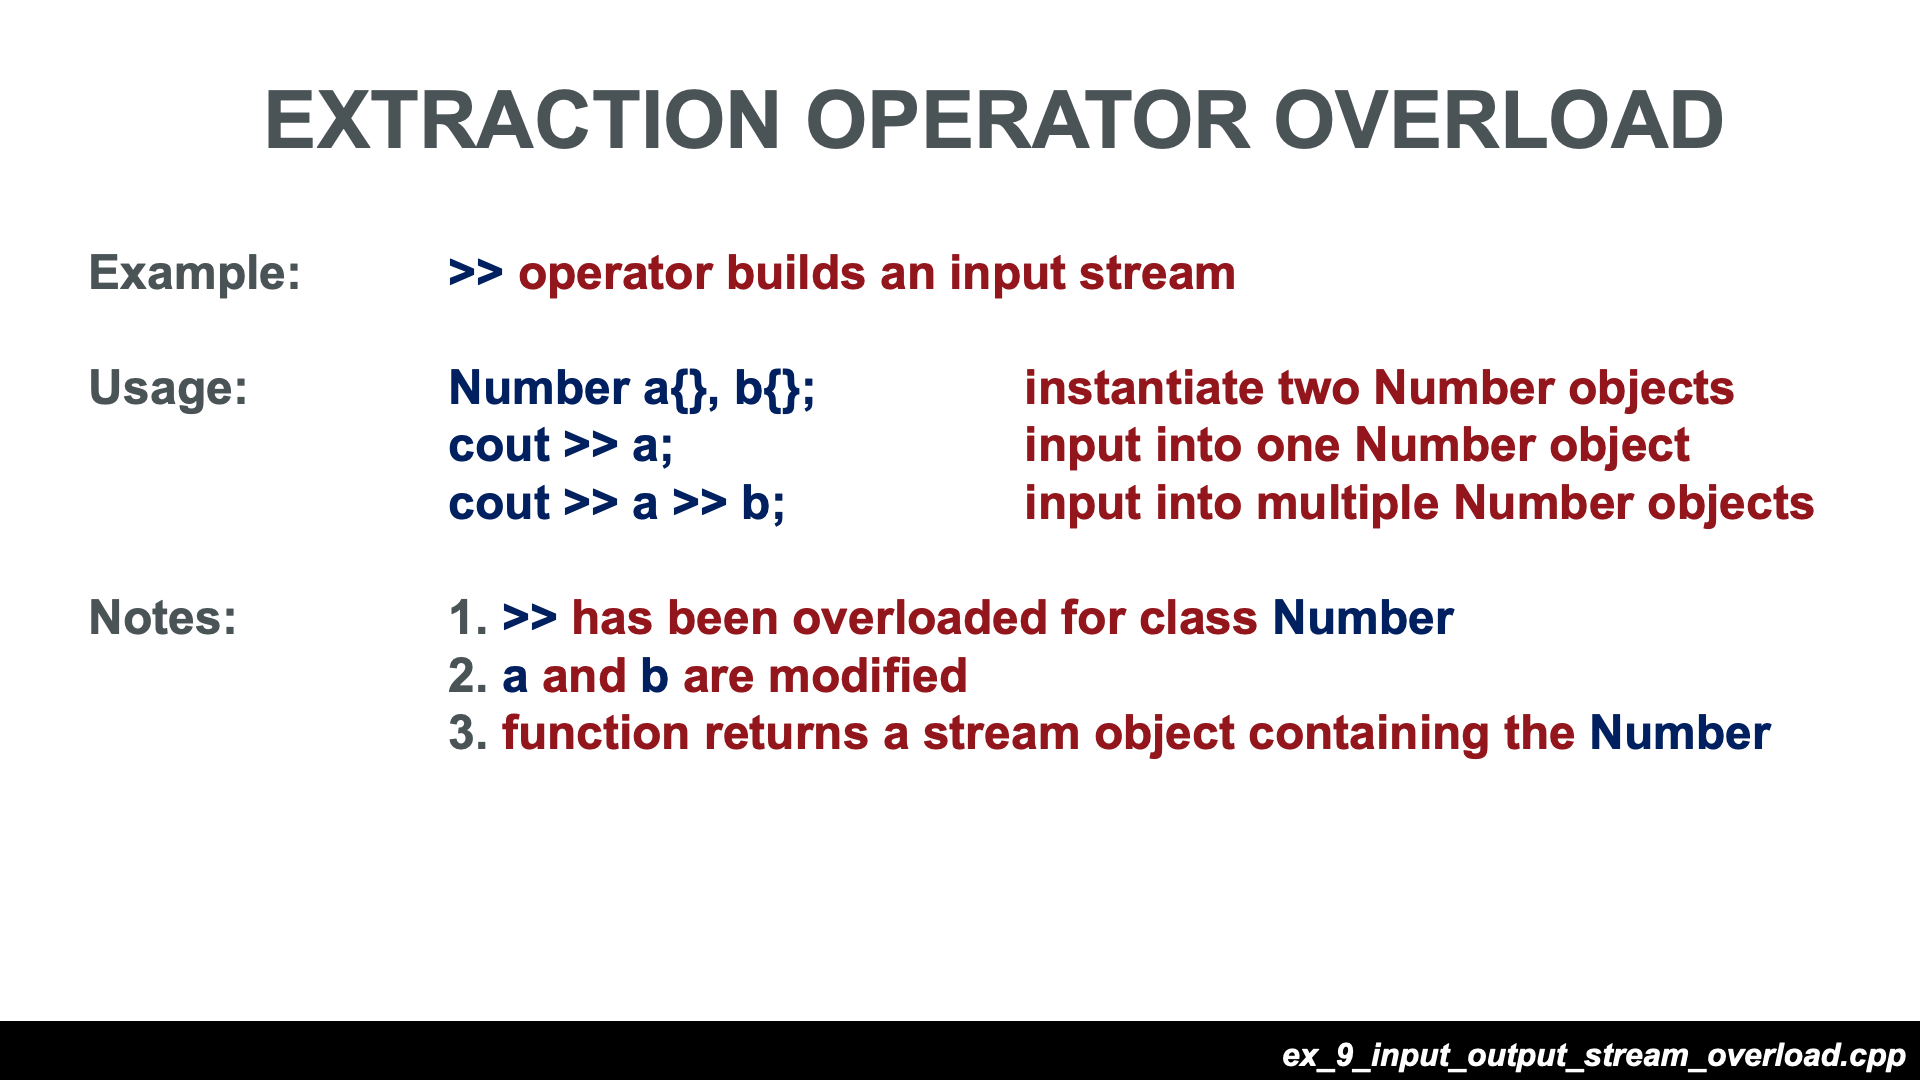 EXTRACTION OPERATOR OVERLOAD
Example: >> operator builds an input stream
Usage: Number a{}, b{}; instantiate two Number objects
cout >> a; input into one Number object
cout >> a >> b; input into multiple Number objects
Notes: 1. >> has been overloaded for class Number
2. a and b are modified
3. function returns a stream object containing the Number
ex_9_input_output_stream_overload.cpp